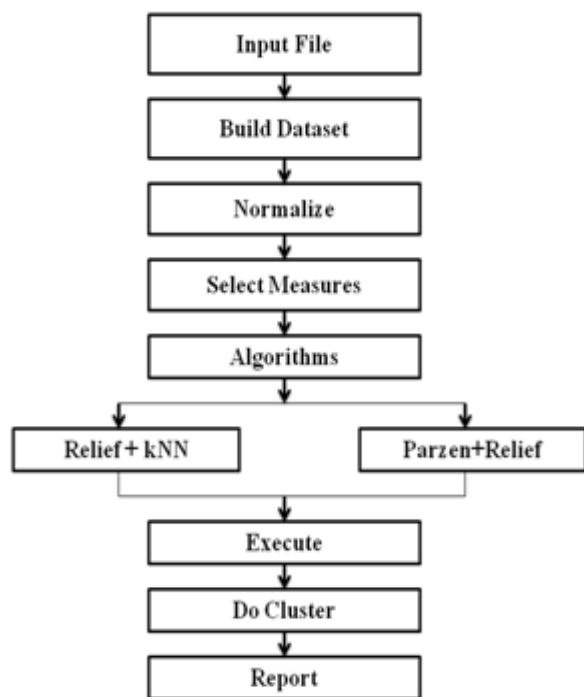 Input File
Build Dataset
Normalize
Select Measures
Algorithms
Relief + kNN
Parzen+Relief
Execute
Do Cluster
Report